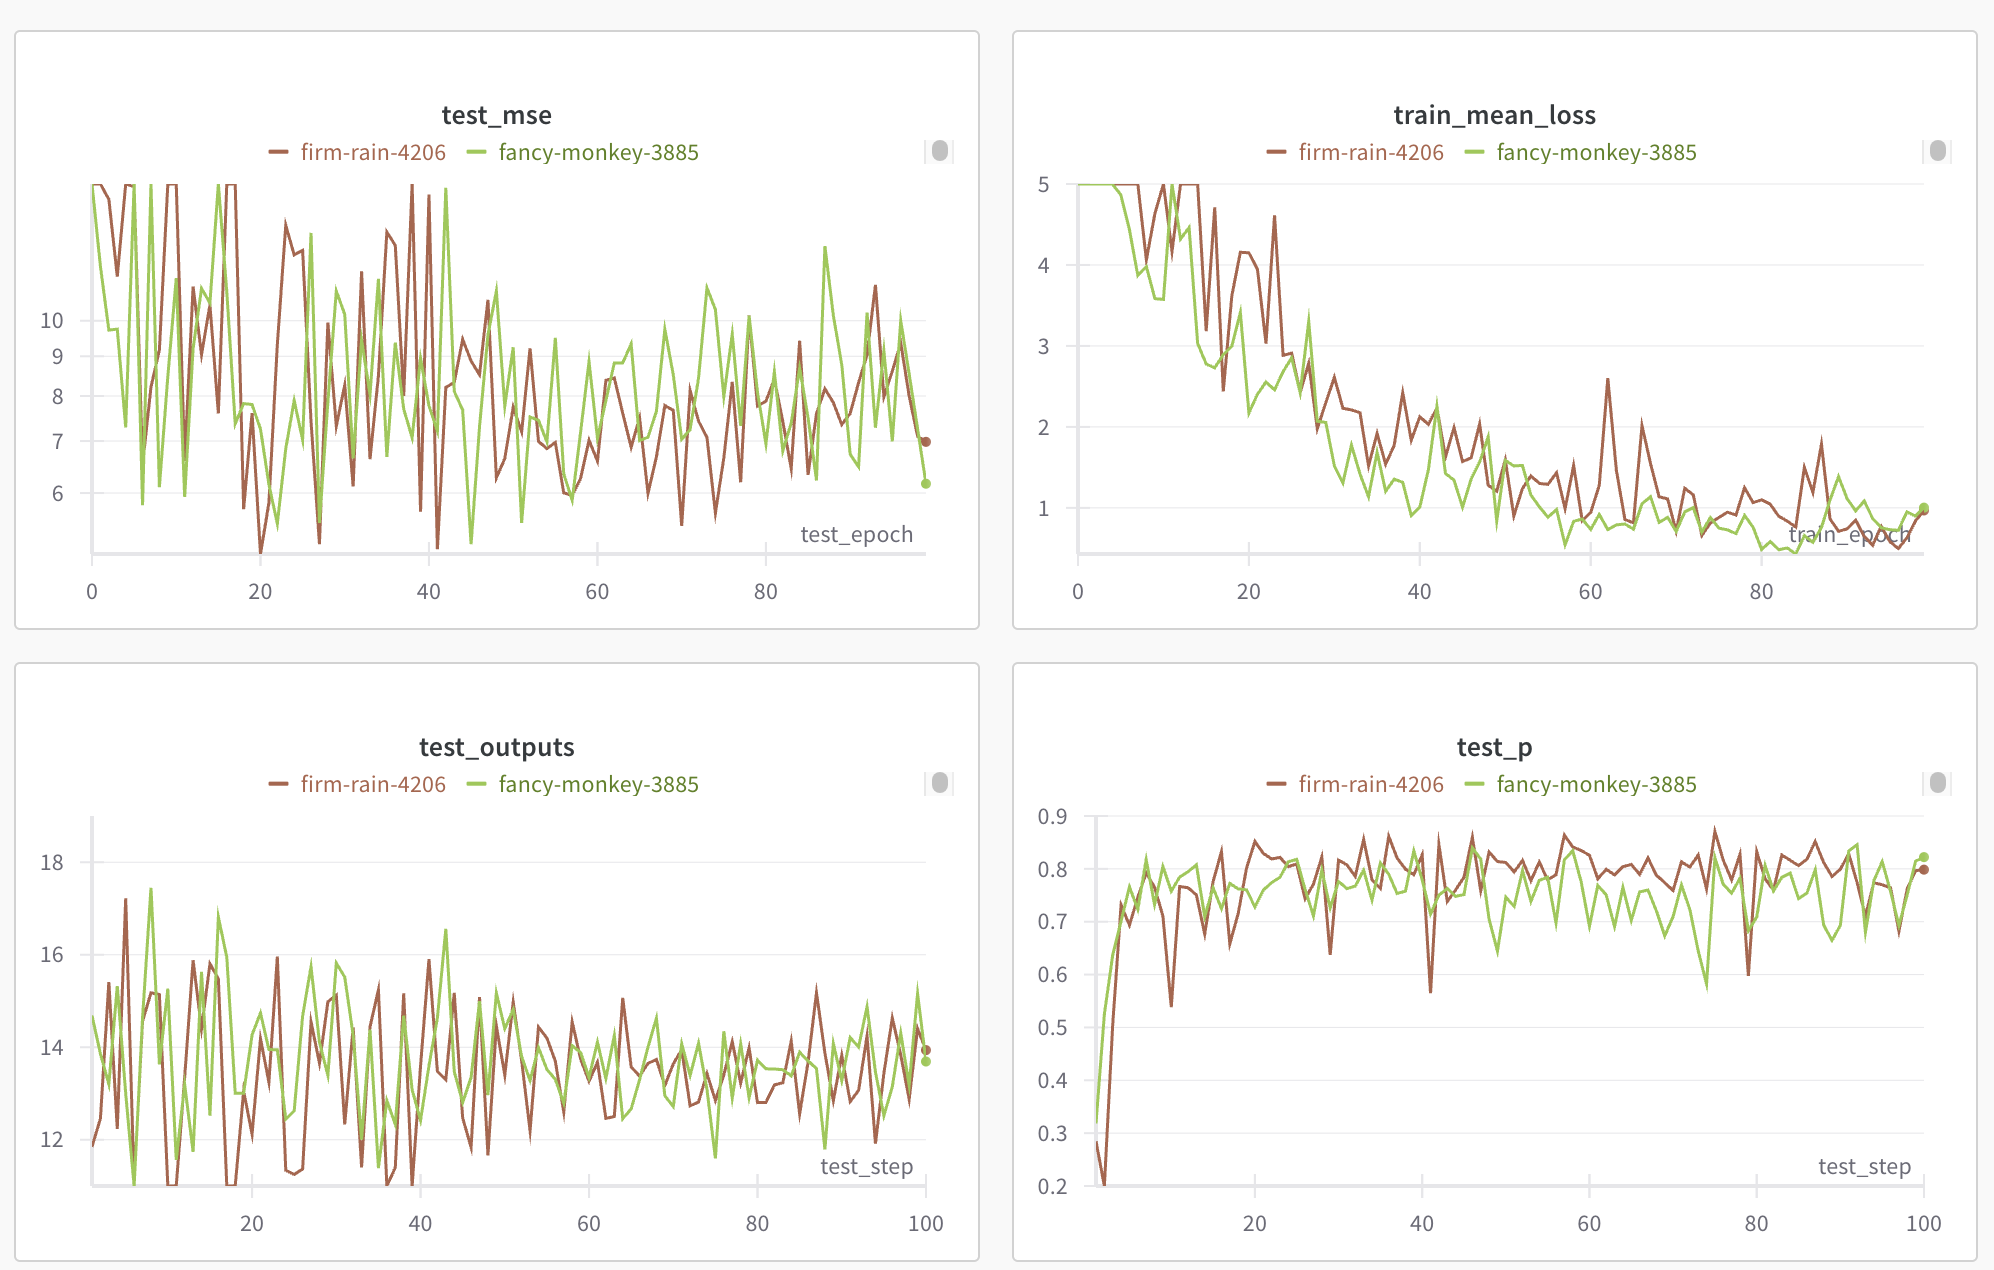 test_mse
firm-rain-4206 fancy-monkey-3885
10
9
8
7
6
test_epoch
0 20 40 60 80
train_mean_loss
firm-rain-4206 fancy-monkey-3885
5
4
3
2
1
train_epoch
0 20 40 60 80
test_outputs
firm-rain-4206 fancy-monkey-3885
18
16
14
12
test_step
20 40 60 80 100
test_p
firm-rain-4206 fancy-monkey-3885
0.9
0.8
0.7
0.6
0.5
0.4
0.3
0.2
test_step
20 40 60 80 100